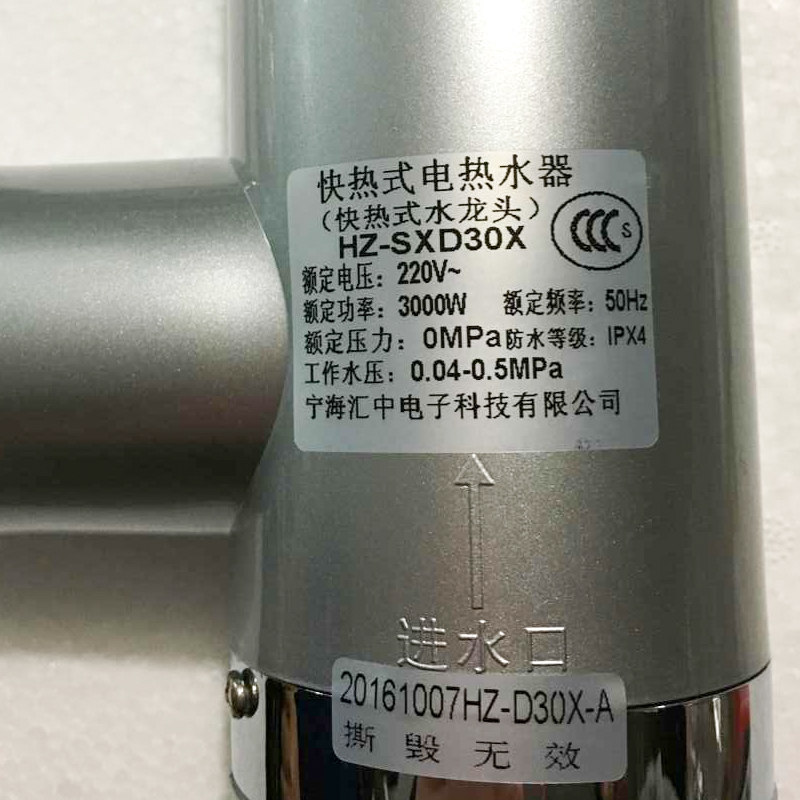 快热式电热水器
（快热式水龙头）
HZ-SXD30X
CCC S
额定电压：220V~
额定功率：3000W 额定频率：50Hz
额定压力：0MPa 防水等级：IPX4
工作水压：0.04-0.5MPa
宁海汇中电子科技有限公司
进水口
20161007HZ-D30X-A
撕毁无效